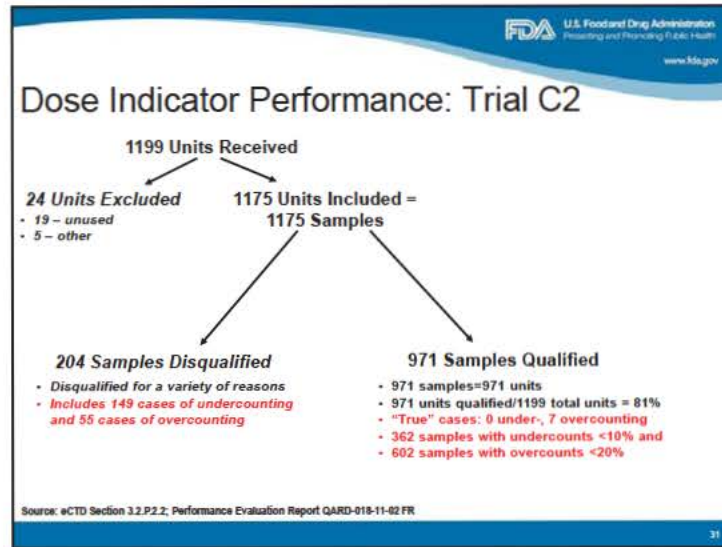 FDA U.S. Food and Drug Administration
Protecting and Promoting Public Health
www.fda.gov
Dose Indicator Performance: Trial C2
1199 Units Received
24 Units Excluded
• 19 – unused
• 5 – other
1175 Units Included =
1175 Samples
204 Samples Disqualified
• Disqualified for a variety of reasons
• Includes 149 cases of undercounting
and 55 cases of overcounting
971 Samples Qualified
• 971 samples=971 units
• 971 units qualified/1199 total units = 81%
• "True" cases: 0 under-, 7 overcounting
• 362 samples with undercounts <10% and
• 602 samples with overcounts <20%
Source: eCTD Section 3.2.P.2.2; Performance Evaluation Report QARD-018-11-02 FR
31